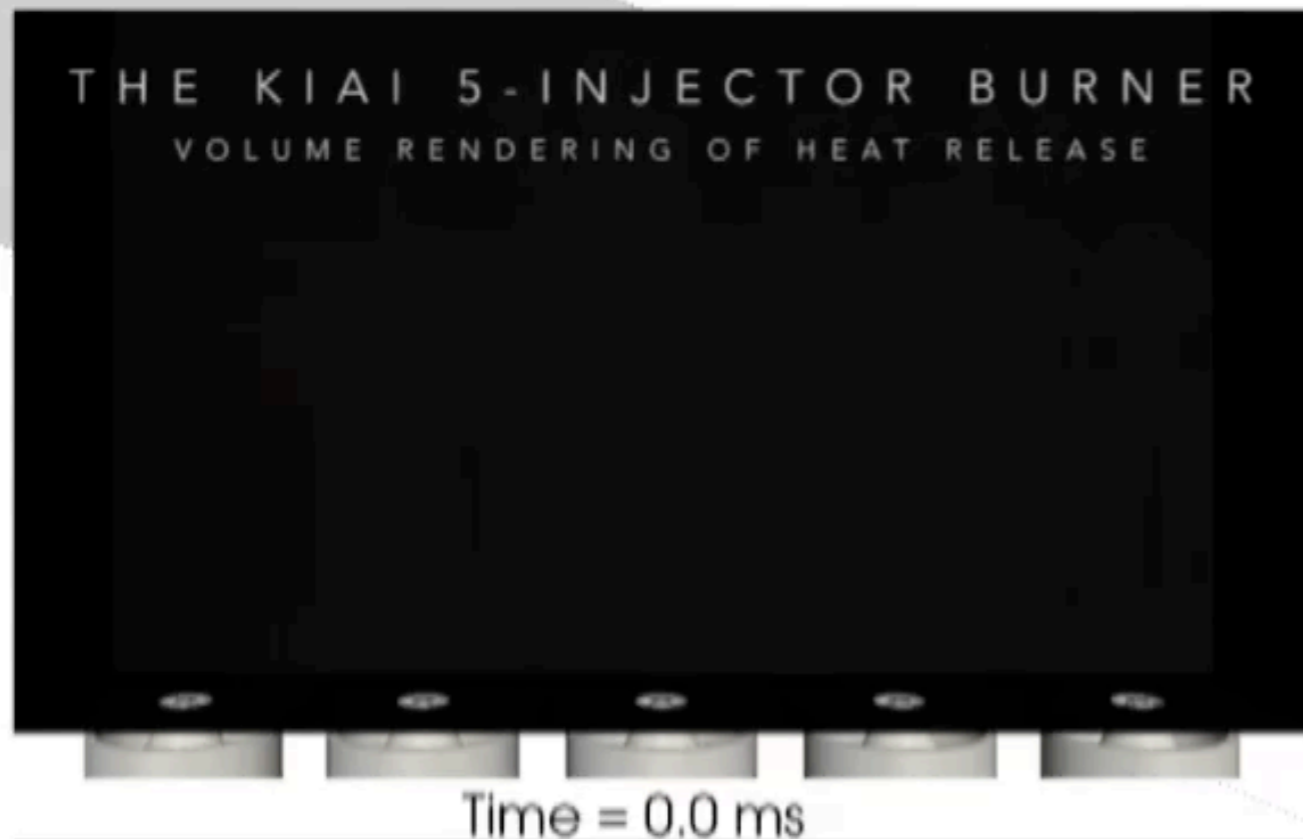 THE KIAI 5-INJECTOR BURNER
VOLUME RENDERING OF HEAT RELEASE
Time = 0.0 ms